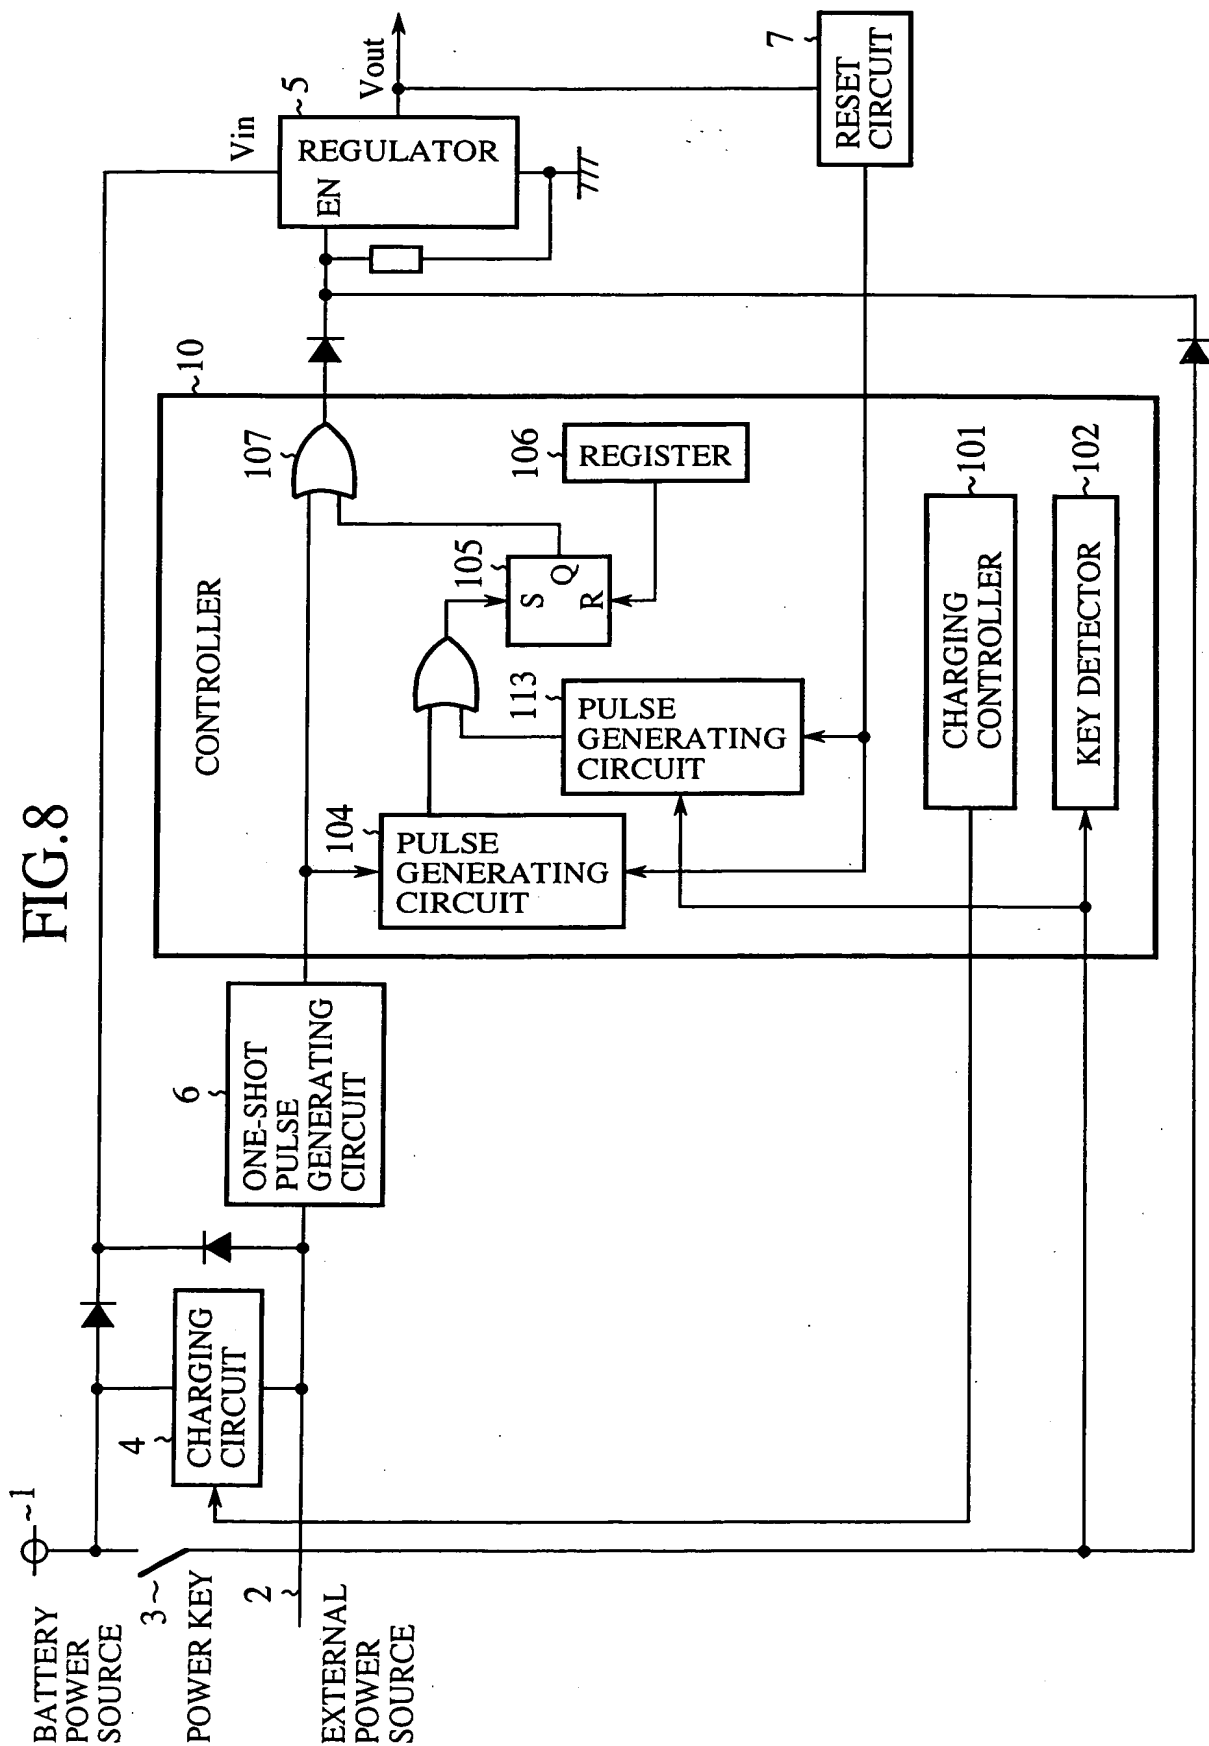 FIG.8
BATTERY
POWER
SOURCE
1
3
POWER KEY
2
EXTERNAL
POWER
SOURCE
4
CHARGING
CIRCUIT
6
ONE-SHOT
PULSE
GENERATING
CIRCUIT
CONTROLLER
10
104
PULSE
GENERATING
CIRCUIT
113
PULSE
GENERATING
CIRCUIT
105
S
Q
R
106
REGISTER
107
CHARGING
CONTROLLER
101
KEY DETECTOR
102
Vin
5
REGULATOR
EN
Vout
7
RESET
CIRCUIT